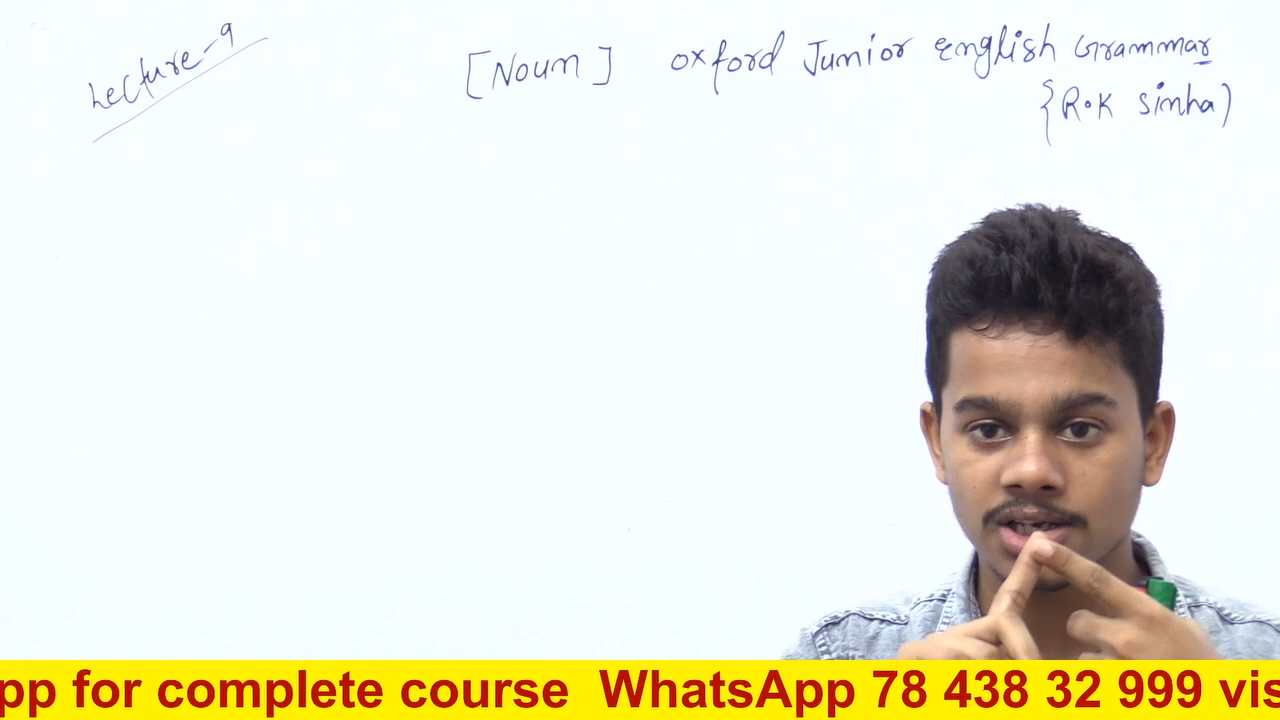 Lecture-9
[Noun] Oxford Junior English Grammar
{R.K Sinha)
pp for complete course WhatsApp 78 438 32 999 vis